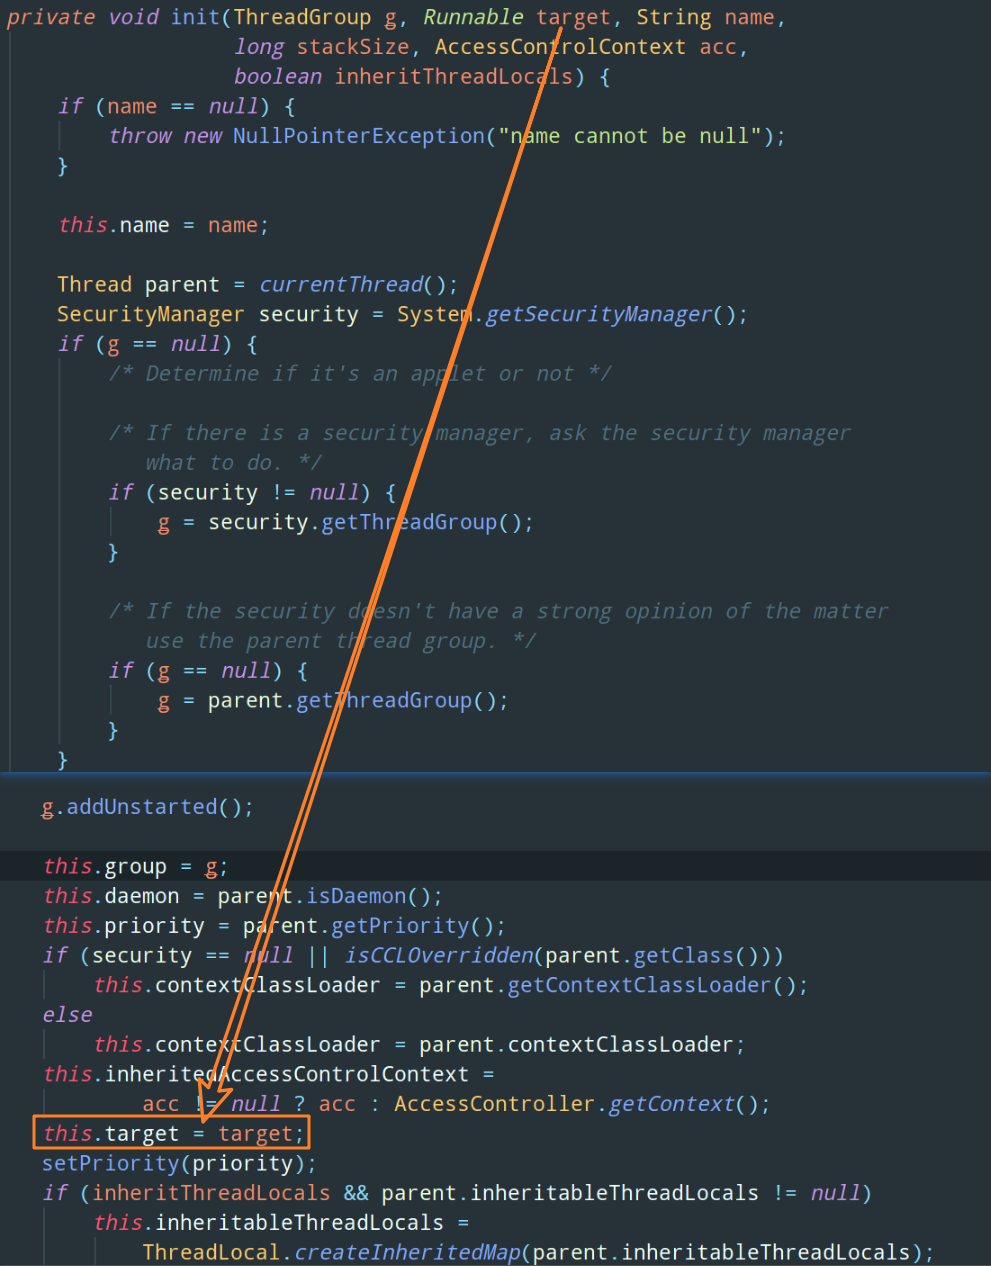 private void init(ThreadGroup g, Runnable target, String name,
                  long stackSize, AccessControlContext acc,
                  boolean inheritThreadLocals) {
    if (name == null) {
        throw new NullPointerException("name cannot be null");
    }
    this.name = name;
    Thread parent = currentThread();
    SecurityManager security = System.getSecurityManager();
    if (g == null) {
        /* Determine if it's an applet or not */
        /* If there is a security manager, ask the security manager
           what to do. */
        if (security != null) {
            g = security.getThreadGroup();
        }
        /* If the security doesn't have a strong opinion of the matter
           use the parent thread group. */
        if (g == null) {
            g = parent.getThreadGroup();
        }
    }
    g.addUnstarted();
    this.group = g;
    this.daemon = parent.isDaemon();
    this.priority = parent.getPriority();
    if (security == null || isCCLOverridden(parent.getClass()))
        this.contextClassLoader = parent.getContextClassLoader();
    else
        this.contextClassLoader = parent.contextClassLoader;
    this.inheritedAccessControlContext =
            acc != null ? acc : AccessController.getContext();
    this.target = target;
    setPriority(priority);
    if (inheritThreadLocals && parent.inheritableThreadLocals != null)
        this.inheritableThreadLocals =
            ThreadLocal.createInheritedMap(parent.inheritableThreadLocals);